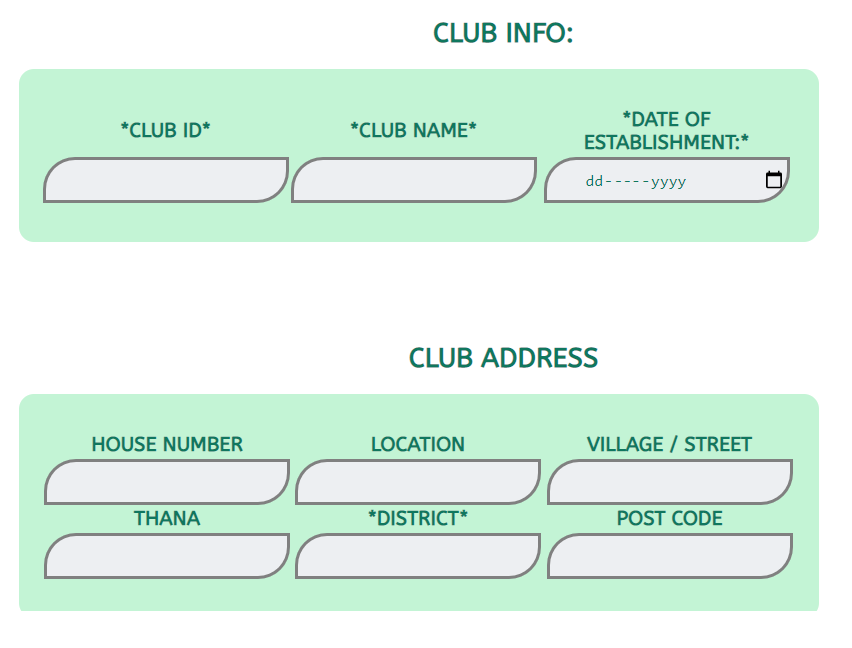 CLUB INFO:
*CLUB ID* *CLUB NAME* *DATE OF
ESTABLISHMENT:*
dd-----yyyy
CLUB ADDRESS
HOUSE NUMBER LOCATION VILLAGE / STREET
THANA *DISTRICT* POST CODE